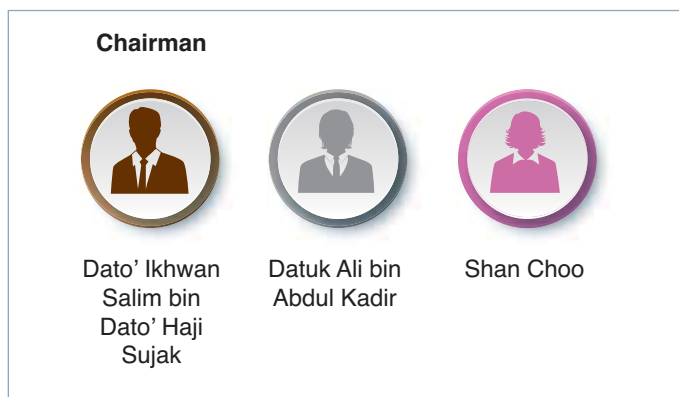 Chairman
Dato’ Ikhwan
Salim bin
Dato’ Haji
Sujak
Datuk Ali bin
Abdul Kadir
Shan Choo